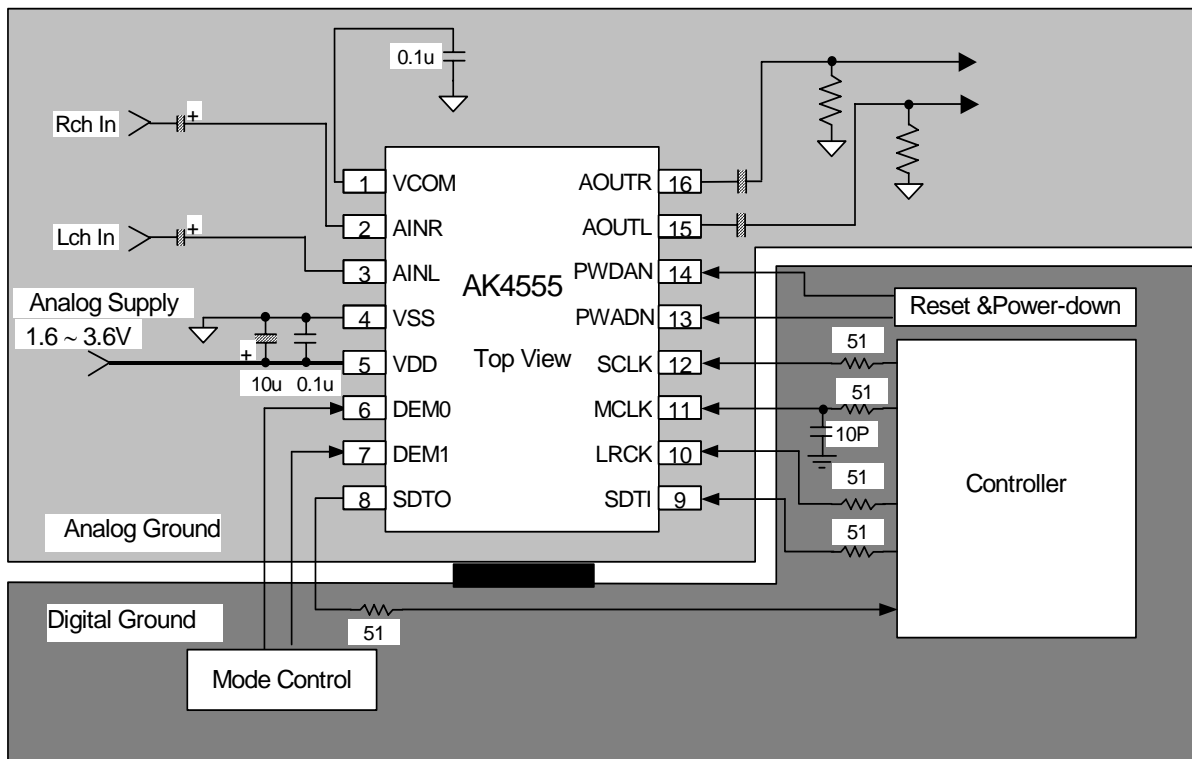 0.1u
+
Rch In
+
Lch In
Analog Supply
1.6 ~ 3.6V
+
10u
0.1u
1 VCOM
2 AINR
3 AINL
4 VSS
5 VDD
6 DEM0
7 DEM1
8 SDTO
AK4555
Top View
AOUTR 16
AOUTL 15
PWDAN 14
PWADN 13
SCLK 12
MCLK 11
LRCK 10
SDTI 9
Reset &Power-down
51
51
10P
51
51
Controller
Analog Ground
Digital Ground
51
Mode Control